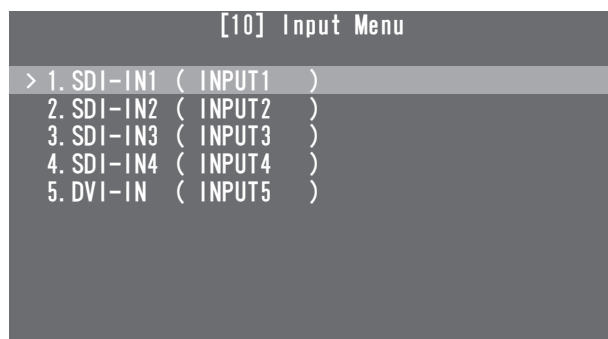 [10] Input Menu
> 1. SDI-IN1 ( INPUT1 )
2. SDI-IN2 ( INPUT2 )
3. SDI-IN3 ( INPUT3 )
4. SDI-IN4 ( INPUT4 )
5. DVI-IN ( INPUT5 )